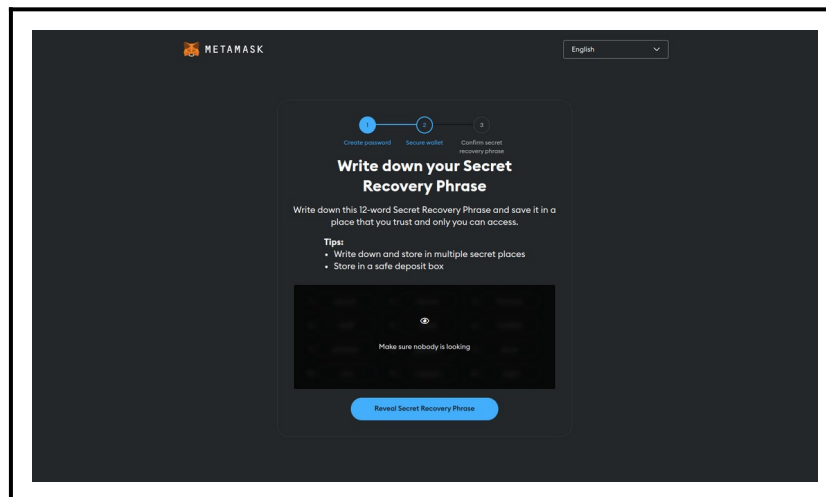 METAMASK
English
1 2 3
Create password Secure wallet Confirm secret
recovery phrase
Write down your Secret
Recovery Phrase
Write down this 12-word Secret Recovery Phrase and save it in a
place that you trust and only you can access.
Tips:
• Write down and store in multiple secret places
• Store in a safe deposit box
Make sure nobody is looking
Reveal Secret Recovery Phrase